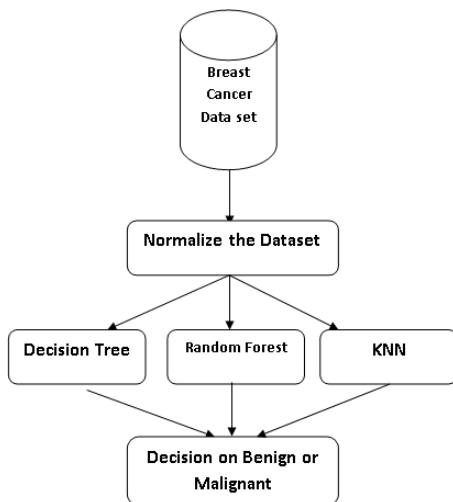 Breast
Cancer
Data set
Normalize the Dataset
Decision Tree
Random Forest
KNN
Decision on Benign or
Malignant